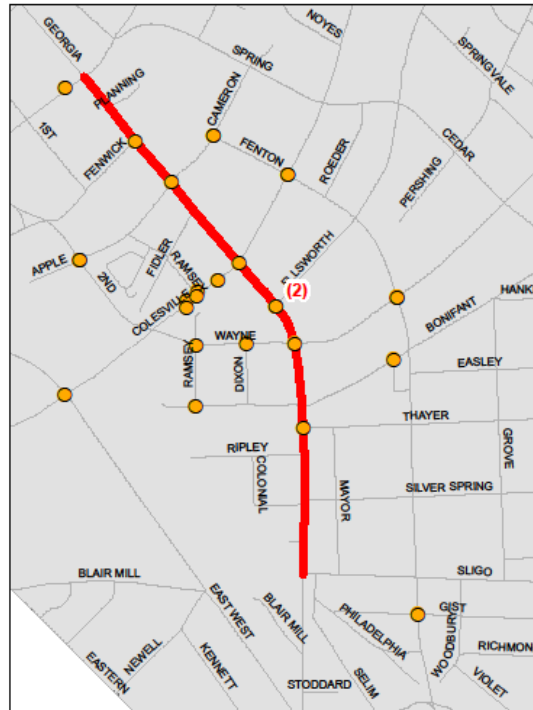 NOYES
GEORGIA
SPRING
SPRINGVALE
PLANNING
CAMERON
1ST
FENWICK
FENTON
ROEDER
CEDAR
PERSHING
APPLE
2ND
FIDLER
RAMSEY
ELLSWORTH
(2)
COLESVILLE
BONIFANT
HANK
WAYNE
RAMSEY
DIXON
EASLEY
THAYER
RIPLEY
COLONIAL
MAYOR
GROVE
SILVER SPRING
BLAIR MILL
SLIGO
EAST WEST
BLAIR MILL
PHILADELPHIA
GIST
WOODBURY
NEWELL
KENNETT
EASTERN
SELIM
RICHMON
VIOLET
STODDARD